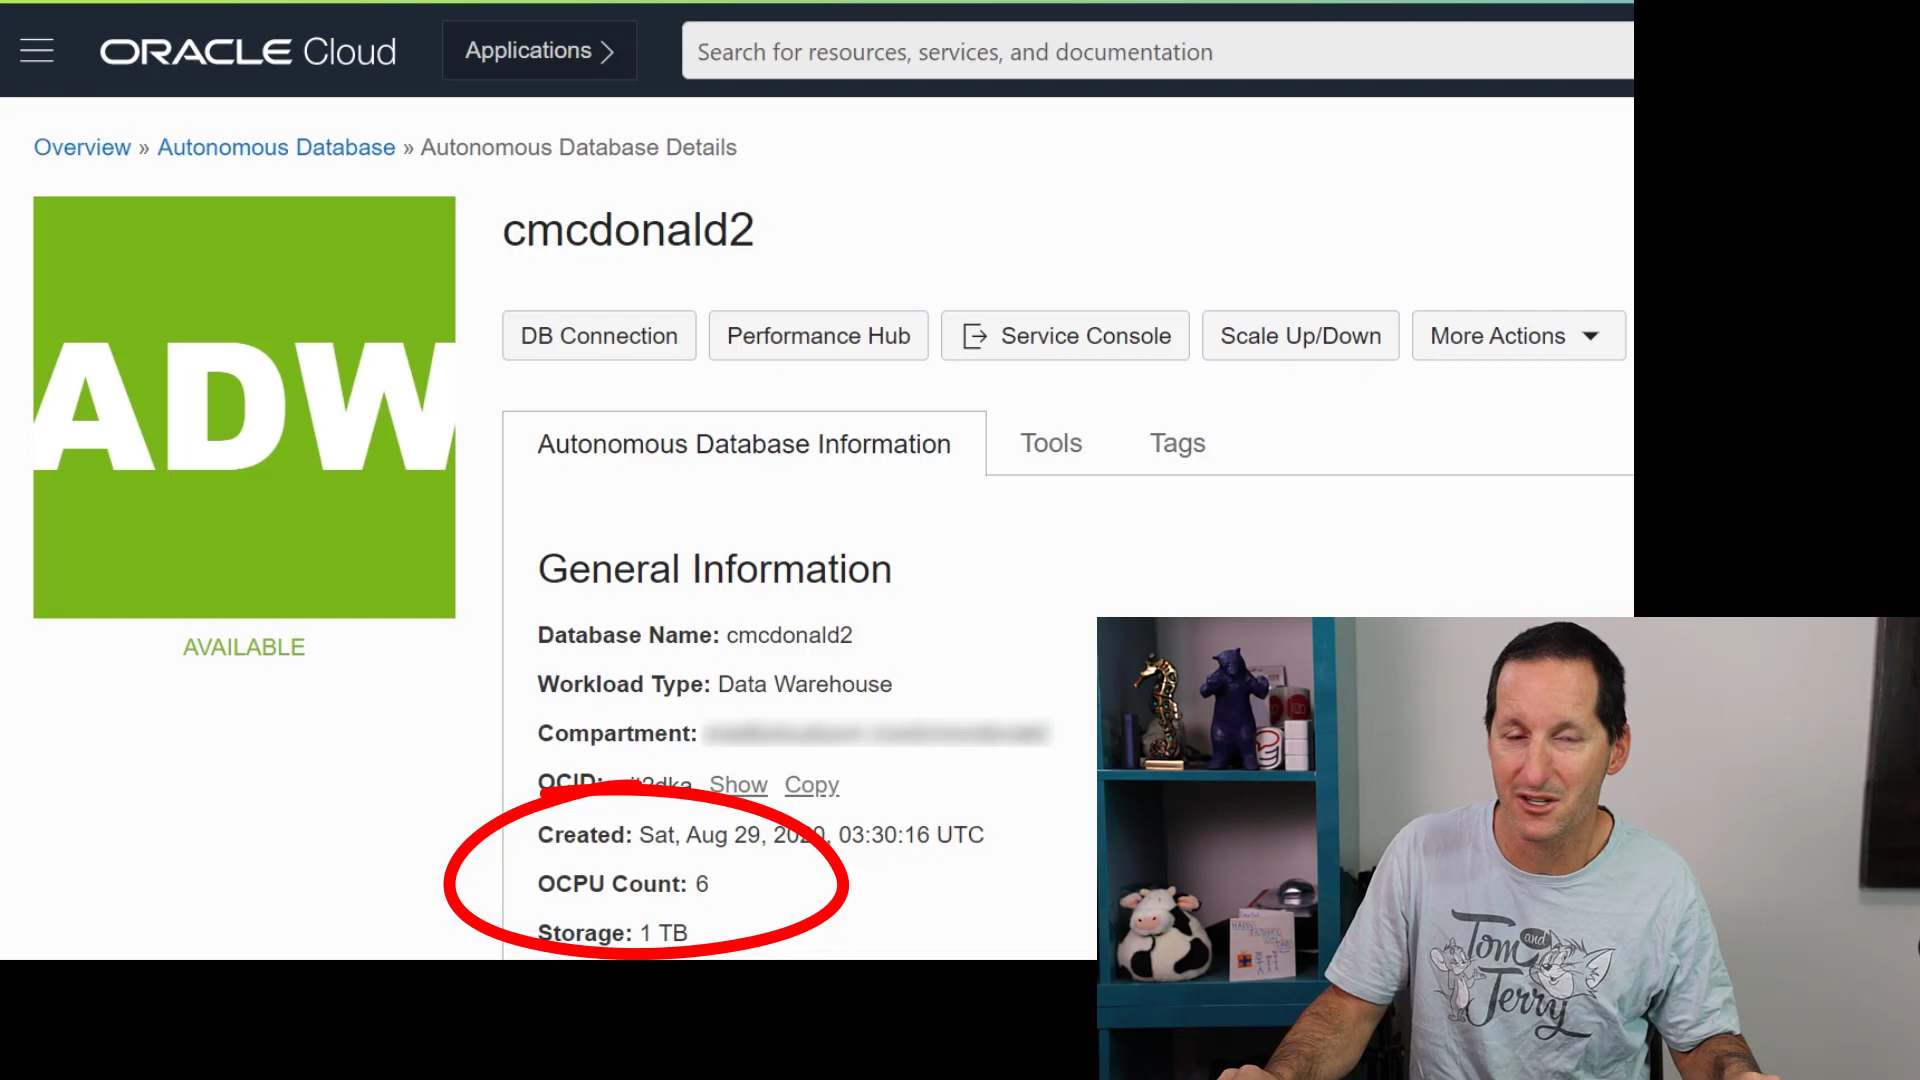 ORACLE Cloud
Applications
Search for resources, services, and documentation
Overview » Autonomous Database » Autonomous Database Details
ADW
AVAILABLE
cmcdonald2
DB Connection
Performance Hub
Service Console
Scale Up/Down
More Actions
Autonomous Database Information
Tools
Tags
General Information
Database Name: cmcdonald2
Workload Type: Data Warehouse
Compartment:
OCID: Show Copy
Created: Sat, Aug 29, 2020, 03:30:16 UTC
OCPU Count: 6
Storage: 1 TB
Tom and Jerry